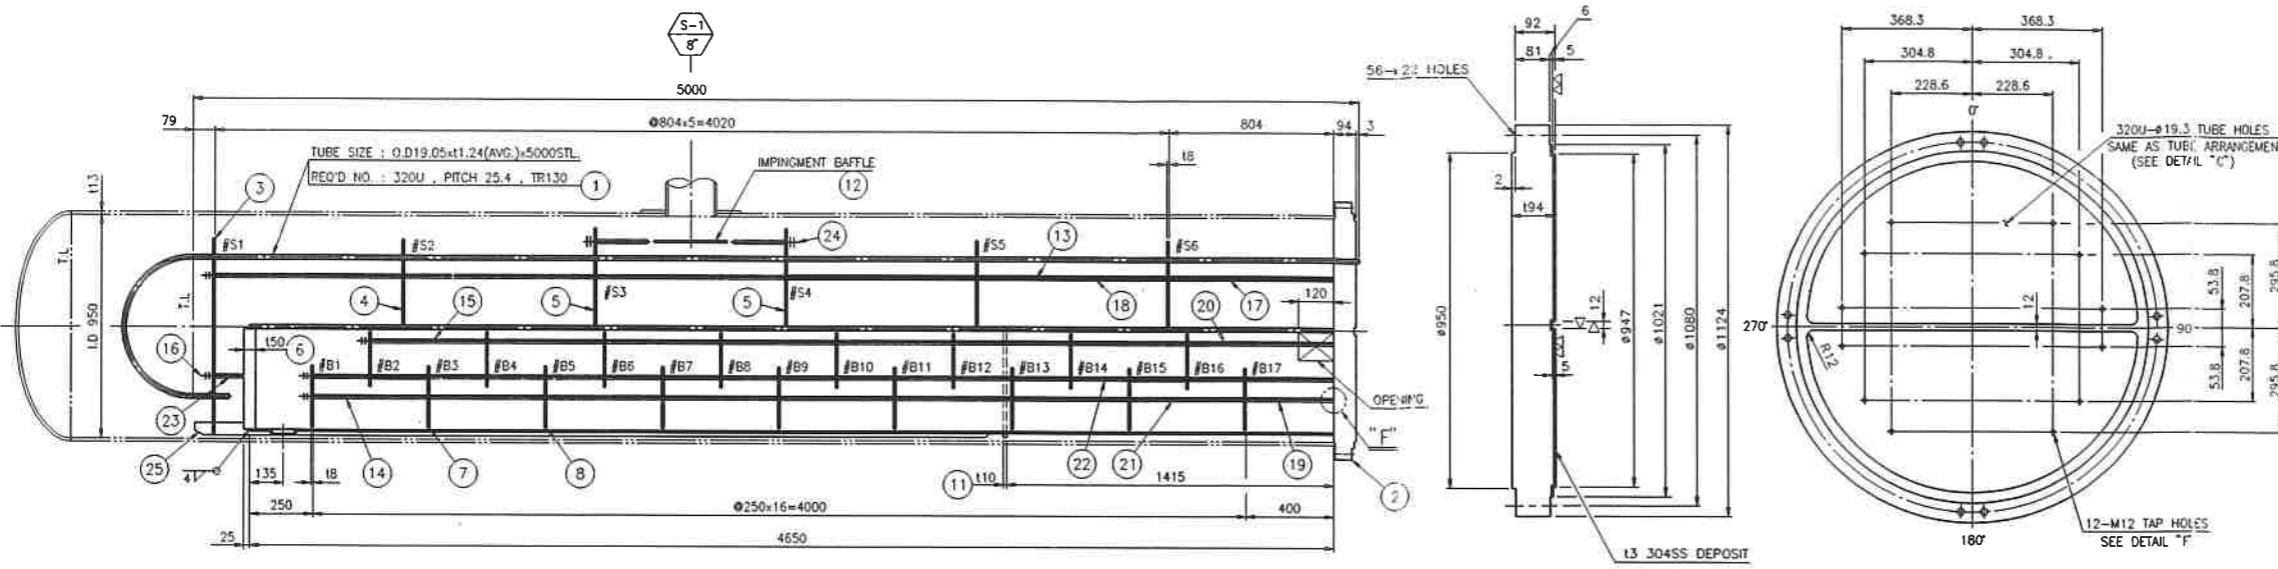 S-1
8"
5000
79
@804x5=4020
804
94
3
TUBE SIZE : O.D19.05xt1.24(AVG.)x5000STL.
REQ'D NO. : 320U , PITCH 25.4 , TR130
1
IMPINGMENT BAFFLE
12
t8
t13
3
#S1
#S2
24
#S5
13
#S6
T.L
T.L
I.D 950
4
15
5
#S3
5
#S4
18
17
20
120
16
t50
6
#B1
#B2
#B3
#B4
#B5
#B6
#B7
#B8
#B9
#B10
#B11
#B12
#B13
#B14
#B15
#B16
#B17
23
OPENING
"F"
25
4
135
14
t8
7
8
22
21
19
11
t10
1415
2
250
@250x16=4000
400
25
4650
92
6
81
5
HOLES
2
t94
ø950
12
ø947
ø1021
ø1080
ø1124
5
t3 304SS DEPOSIT
368.3
368.3
304.8
304.8
228.6
228.6
0°
320U-ø19.3 TUBE HOLES
SAME AS TUBE ARRANGEMEN
(SEE DETAIL "C")
270°
90
12
R12
53.8
207.8
295.8
53.8
207.8
295.8
180°
12-M12 TAP HOLES
SEE DETAIL "F